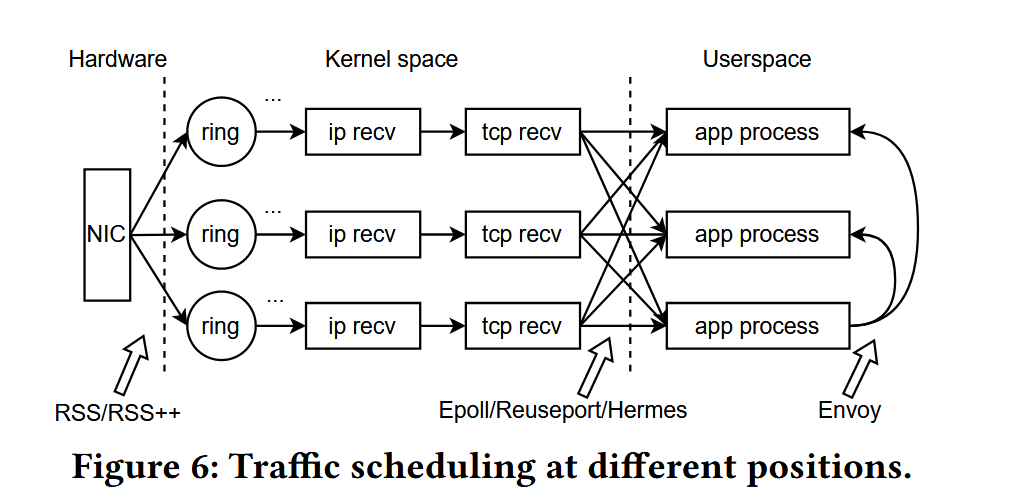 Hardware
Kernel space
Userspace
...
ring
ip recv
tcp recv
app process
...
NIC
ring
ip recv
tcp recv
app process
...
ring
ip recv
tcp recv
app process
RSS/RSS++
Epoll/Reuseport/Hermes
Envoy
Figure 6: Traffic scheduling at different positions.